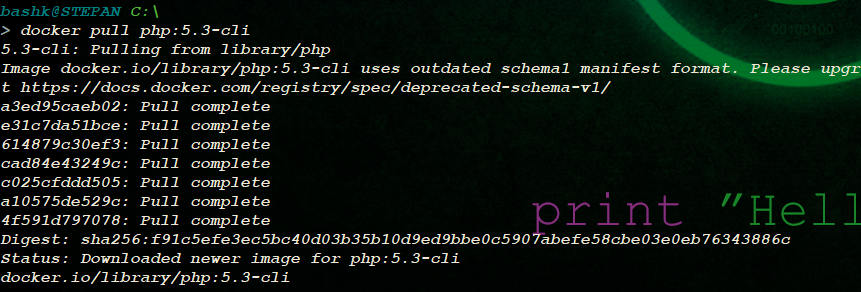 bashk@STEPAN C:\
> docker pull php:5.3-cli
5.3-cli: Pulling from library/php
Image docker.io/library/php:5.3-cli uses outdated schema1 manifest format. Please upgr
t https://docs.docker.com/registry/spec/deprecated-schema-v1/
a3ed95caeb02: Pull complete
e31c7da51bce: Pull complete
614879c30ef3: Pull complete
cad84e43249c: Pull complete
c025cfddd505: Pull complete
a10575de529c: Pull complete
4f591d797078: Pull complete
Digest: sha256:f91c5efe3ec5bc40d03b35b10d9ed9bbe0c5907abefe58cbe03e0eb76343886c
Status: Downloaded newer image for php:5.3-cli
docker.io/library/php:5.3-cli
00100100
print "Hell